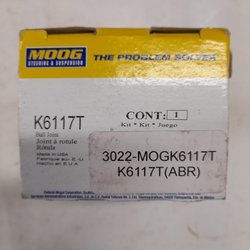 MOOG
STEERING & SUSPENSION
THE PROBLEM SOLVER
K6117T
Ball Joint
Joint à rotule
Rótula
Made in USA
Fabriqué aux E.-U.
Hecho en E.U.A.
CONT: 1
Kit * Kit * Juego
3022-MOGK6117T
K6117T(ABR)